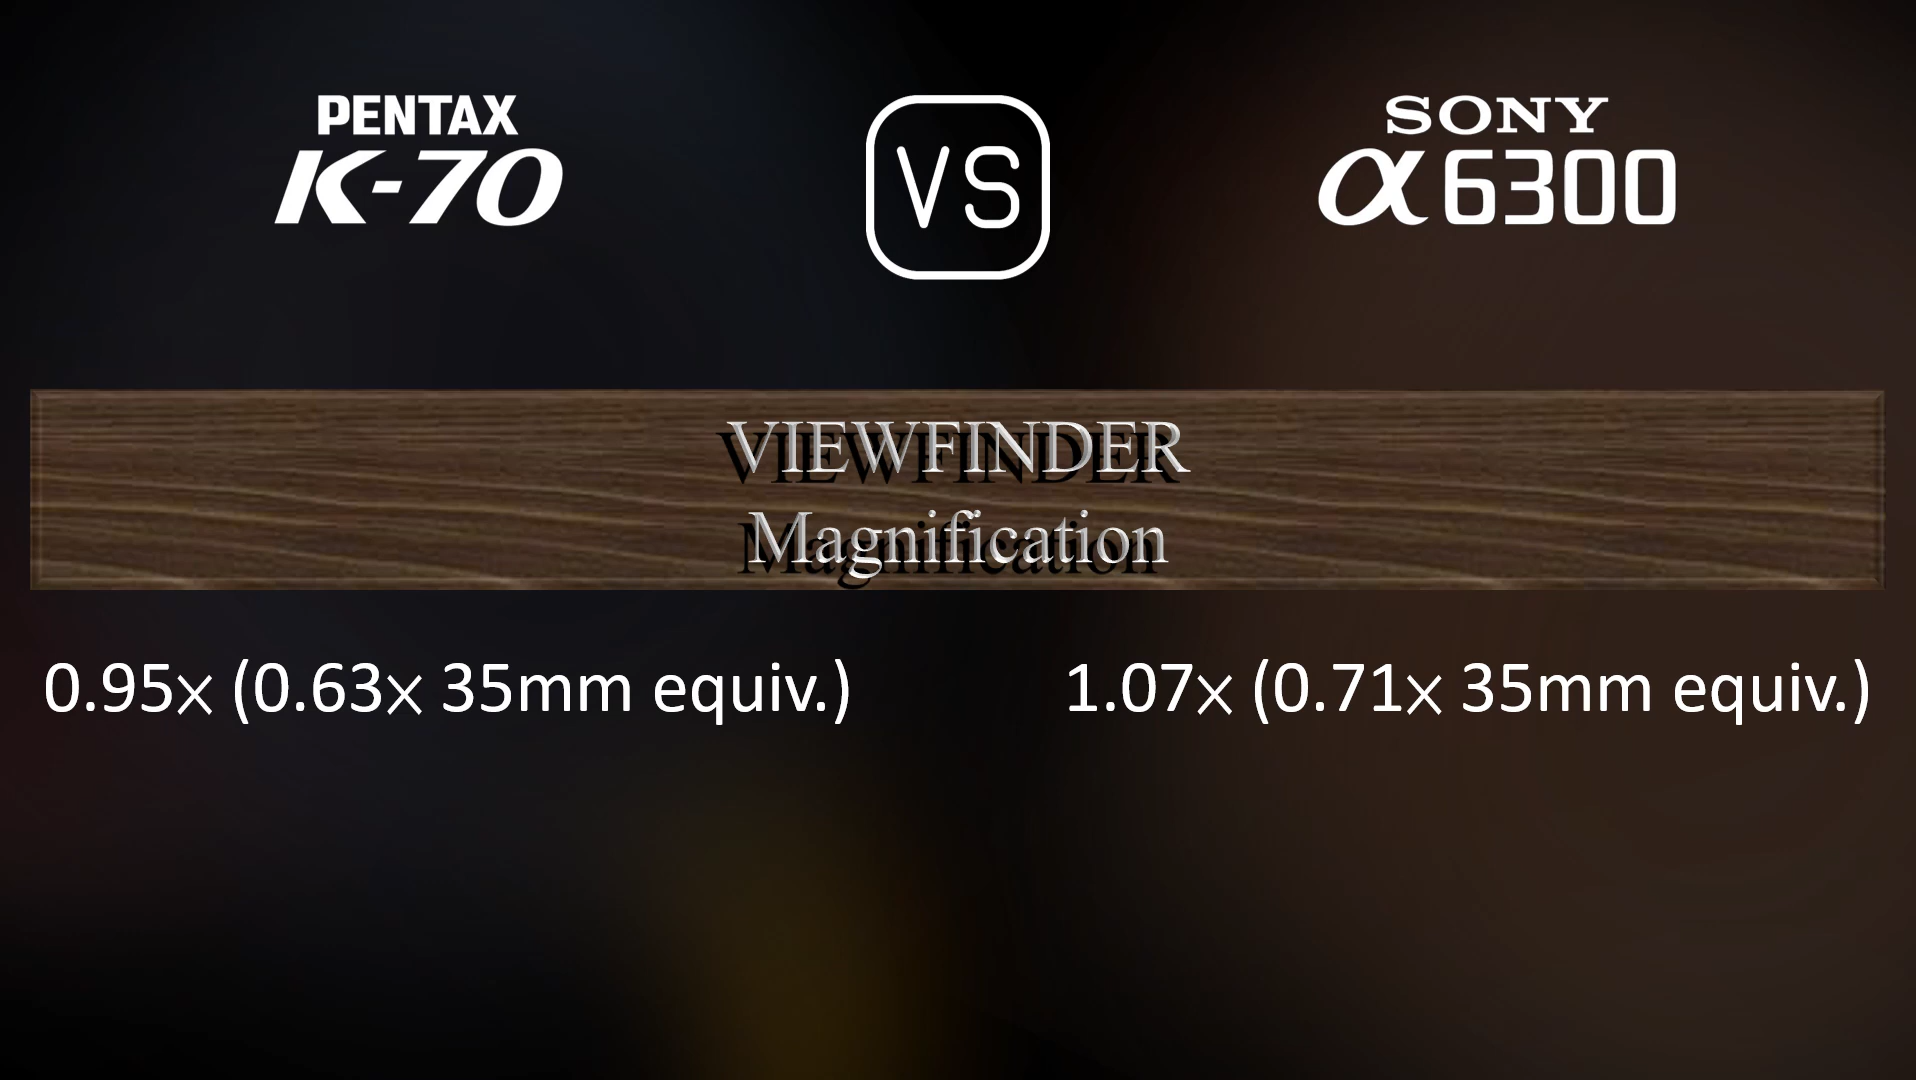 PENTAX
K-70
VS
SONY
α6300
VIEWFINDER
Magnification
0.95x (0.63x 35mm equiv.)
1.07x (0.71x 35mm equiv.)